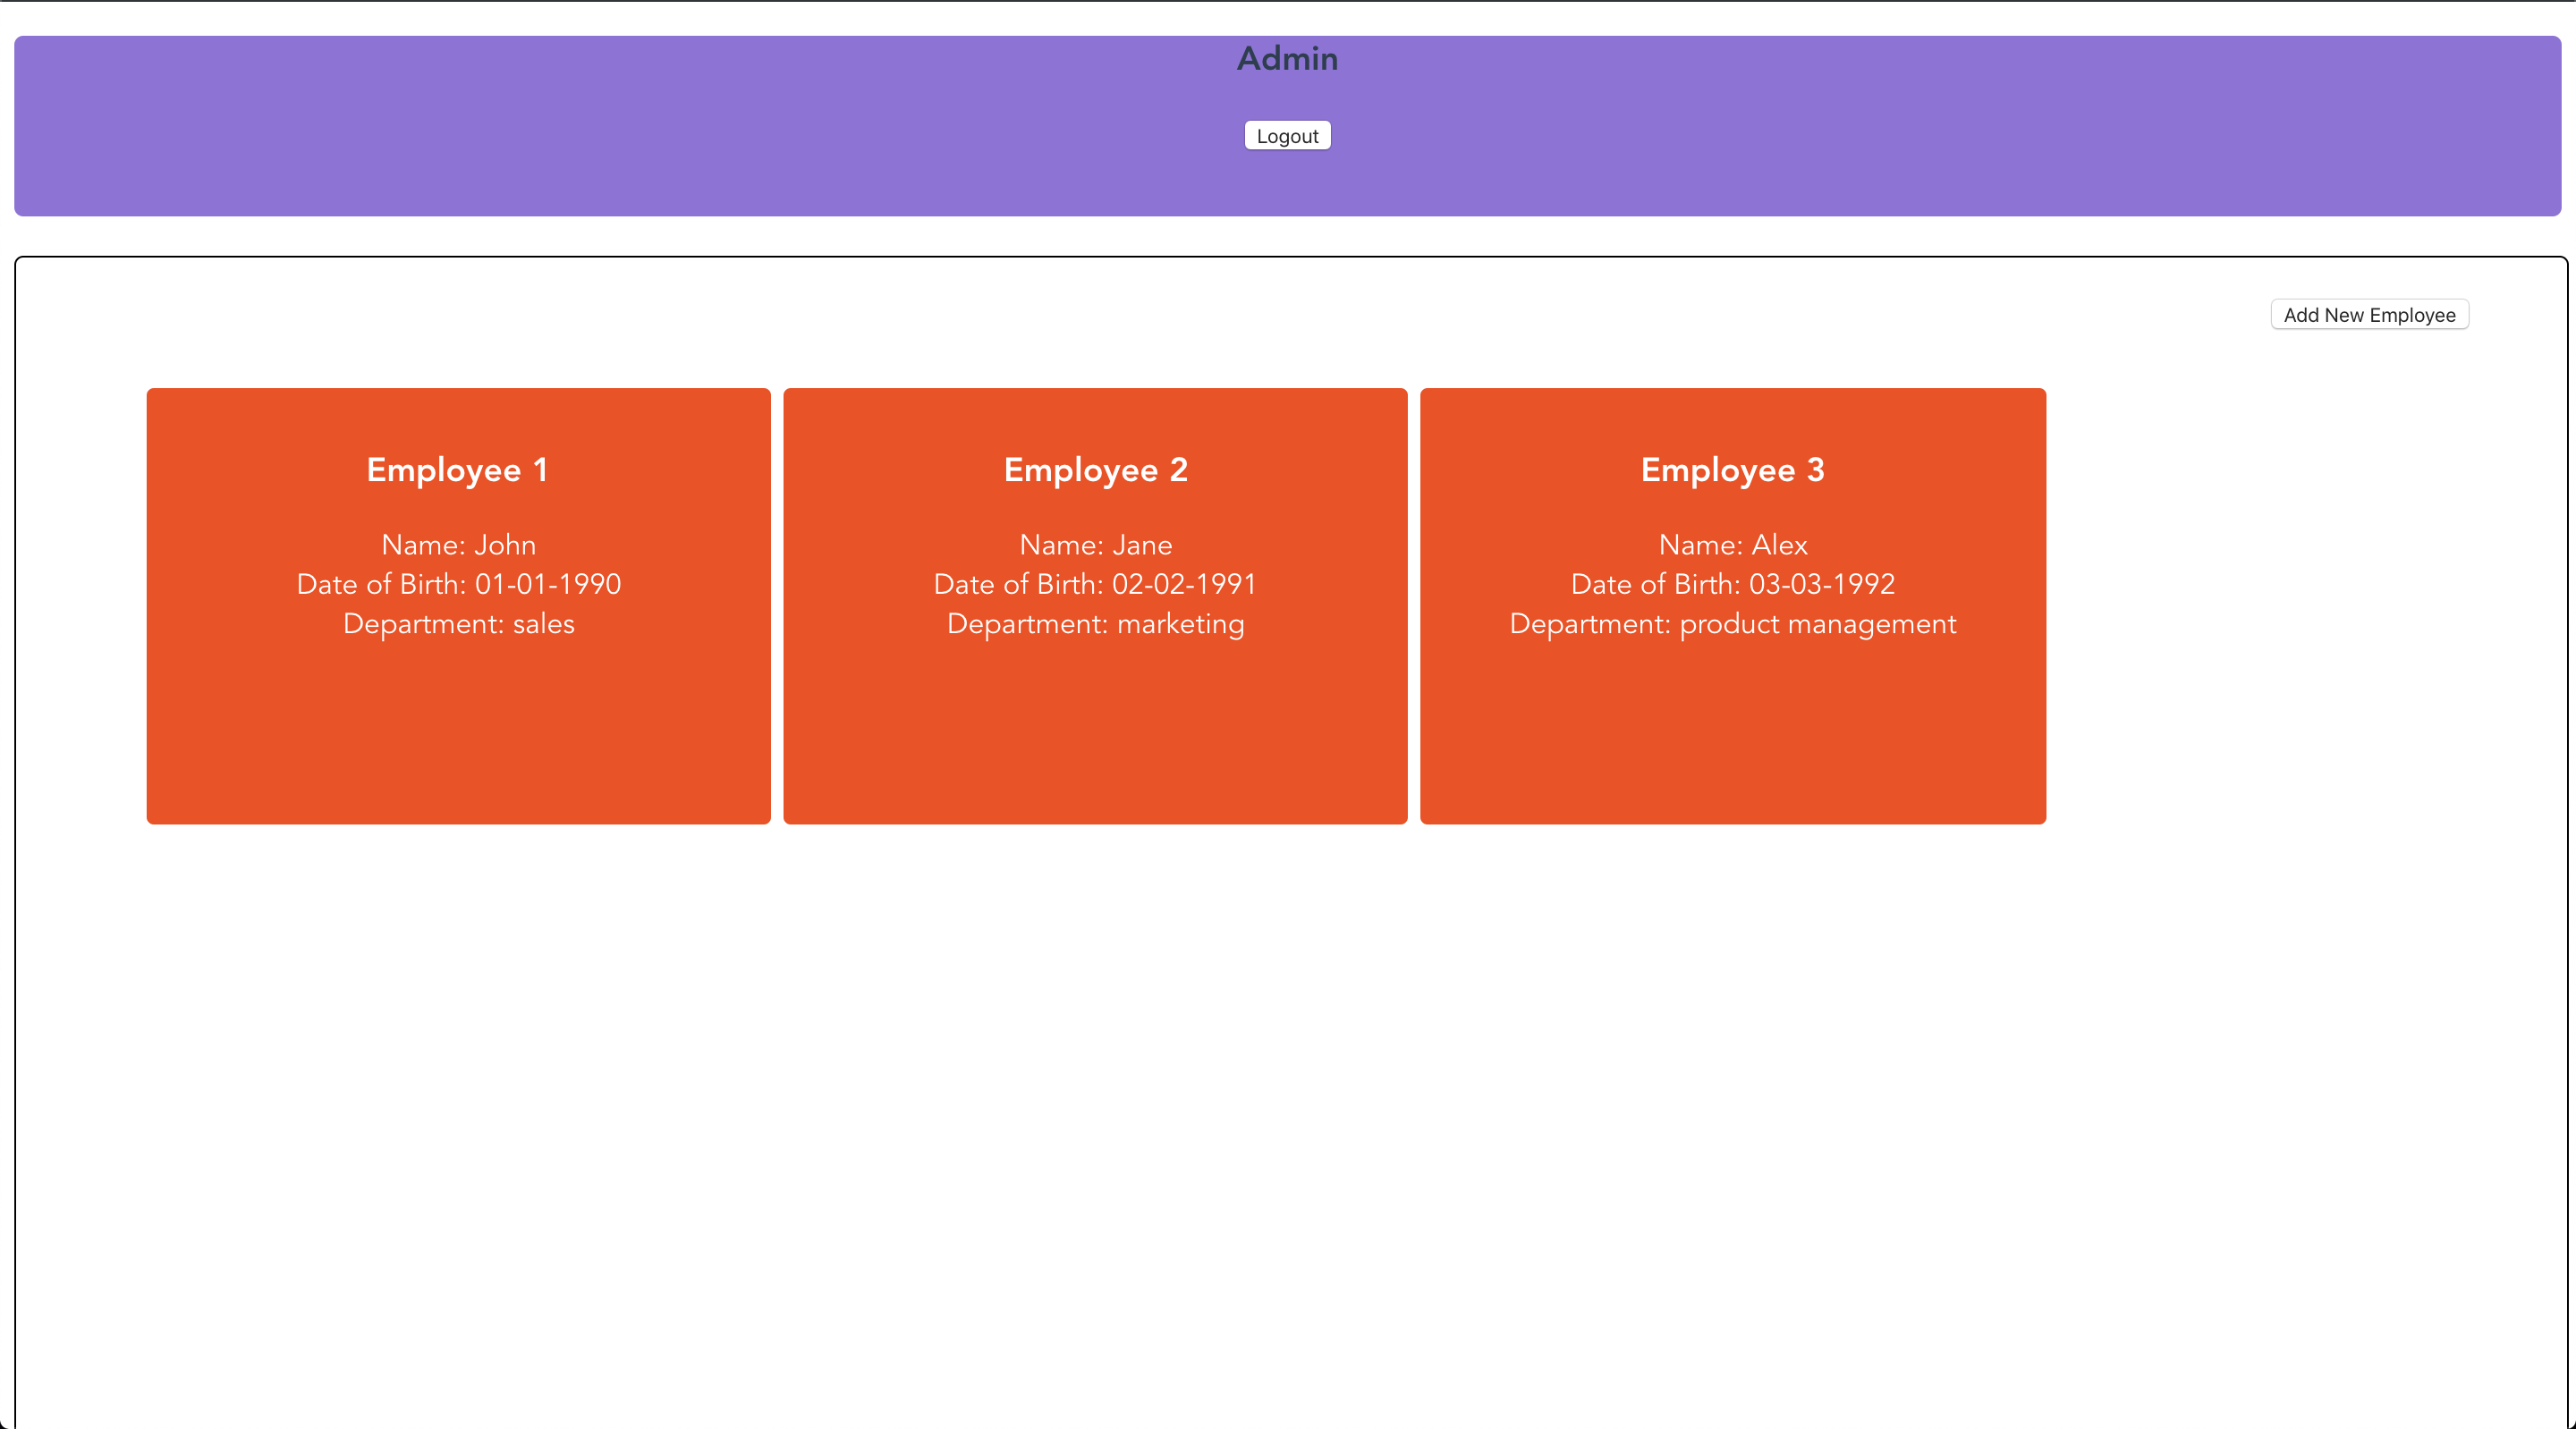 Admin
Logout
Add New Employee
Employee 1
Name: John
Date of Birth: 01-01-1990
Department: sales
Employee 2
Name: Jane
Date of Birth: 02-02-1991
Department: marketing
Employee 3
Name: Alex
Date of Birth: 03-03-1992
Department: product management